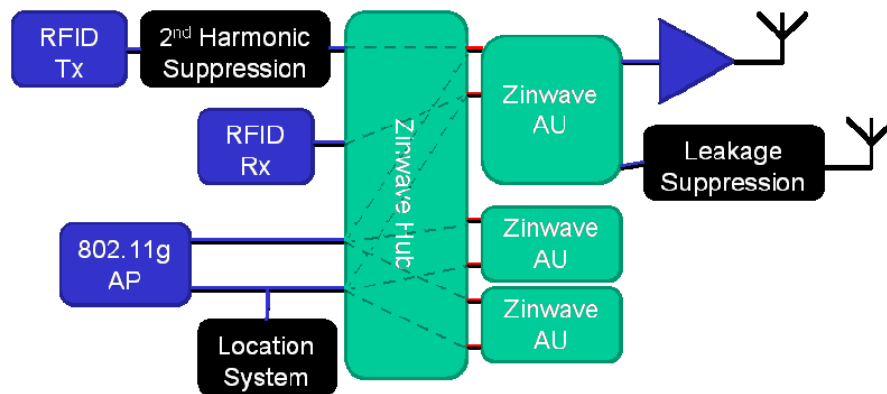 RFID
Tx
2nd Harmonic
Suppression
RFID
Rx
802.11g
AP
Location
System
Zinwave Hub
Zinwave
AU
Leakage
Suppression
Zinwave
AU
Zinwave
AU